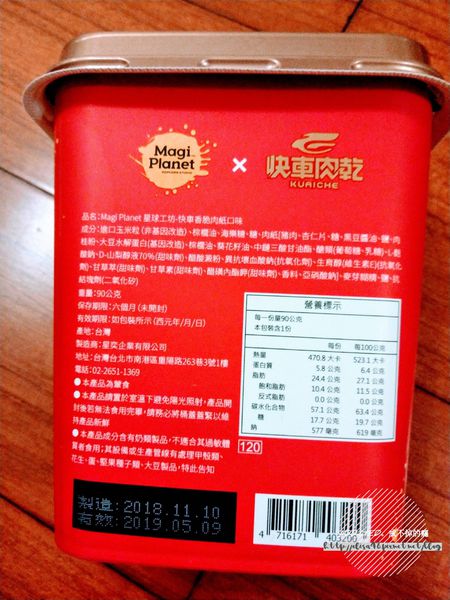 Magi
Planet
POPCORN STUDIO
×
快車肉乾
KUAICHE
品名:Magi Planet 星球工坊-快車香脆肉紙口味
成分:進口玉米粒(非基因改造)、棕櫚油、海樂糖、糖、肉紙[豬肉、杏仁片、糖、黑豆醬油、鹽、肉
桂粉、大豆水解蛋白(基因改造)、棕櫚油、葵花籽油、中鏈三酸甘油酯、醣類(葡萄糖、乳糖)、L-麩
酸鈉、D-山梨醇液70%(甜味劑)、醋酸澱粉、異抗壞血酸鈉(抗氧化劑)、生育醇(維生素E)(抗氧化
劑)、甘草萃(甜味劑)、甘草素(甜味劑)、醋磺內酯鉀(甜味劑)、香料、亞硝酸鈉]、麥芽糊精、鹽、抗
結塊劑(二氧化矽)
重量:90公克
保存期限:六個月(未開封)
有效期限:如包裝所示(西元年/月/日)
產地:台灣
製造商:星奕企業有限公司
地址:台灣台北市南港區重陽路263巷3號1樓
電話:02-2651-1369
●本產品為葷食
●本產品請置於室溫下避免陽光照射,產品開
封後若無法食用完畢,請務必將桶蓋蓋緊以維
持產品新鮮
●本產品成分含有奶類製品,不適合其過敏體
質者食用;其設備或生產管線有處理甲殼類、
花生、蛋、堅果種子類、大豆製品,特此告知
營養標示
每一份量90公克
本包裝含1份
每份 每100公克
熱量 470.8 大卡 523.1 大卡
蛋白質 5.8 公克 6.4 公克
脂肪 24.4 公克 27.1 公克
飽和脂肪 10.4 公克 11.5 公克
反式脂肪 0.0 公克 0.0 公克
碳水化合物 57.1 公克 63.4 公克
糖 17.7 公克 19.7 公克
鈉 577 毫克 619 毫克
120
製造:2018.11.10
有效:2019.05.09
4 716171 403200